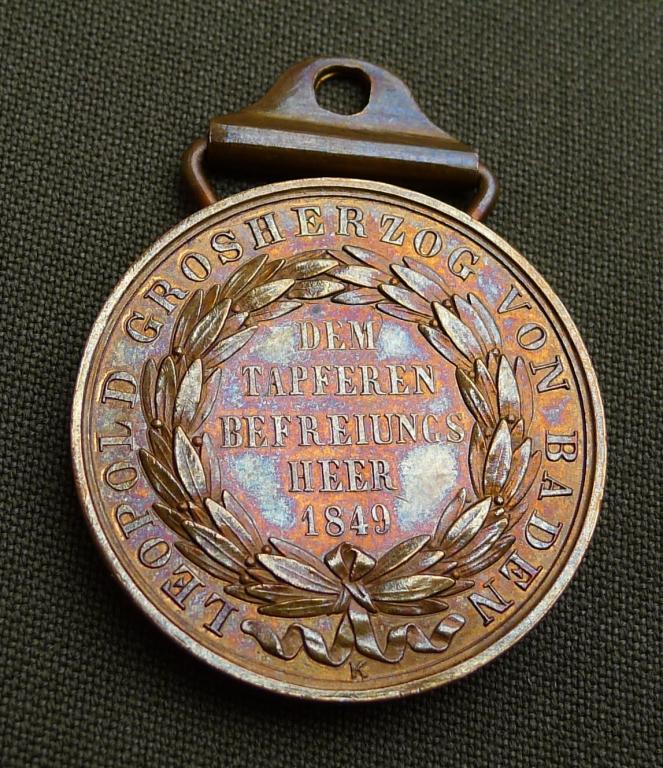 LEOPOLD GROSHERZOG VON BADEN
DEM
TAPFEREN
BEFREIUNGS
HEER
1849
K